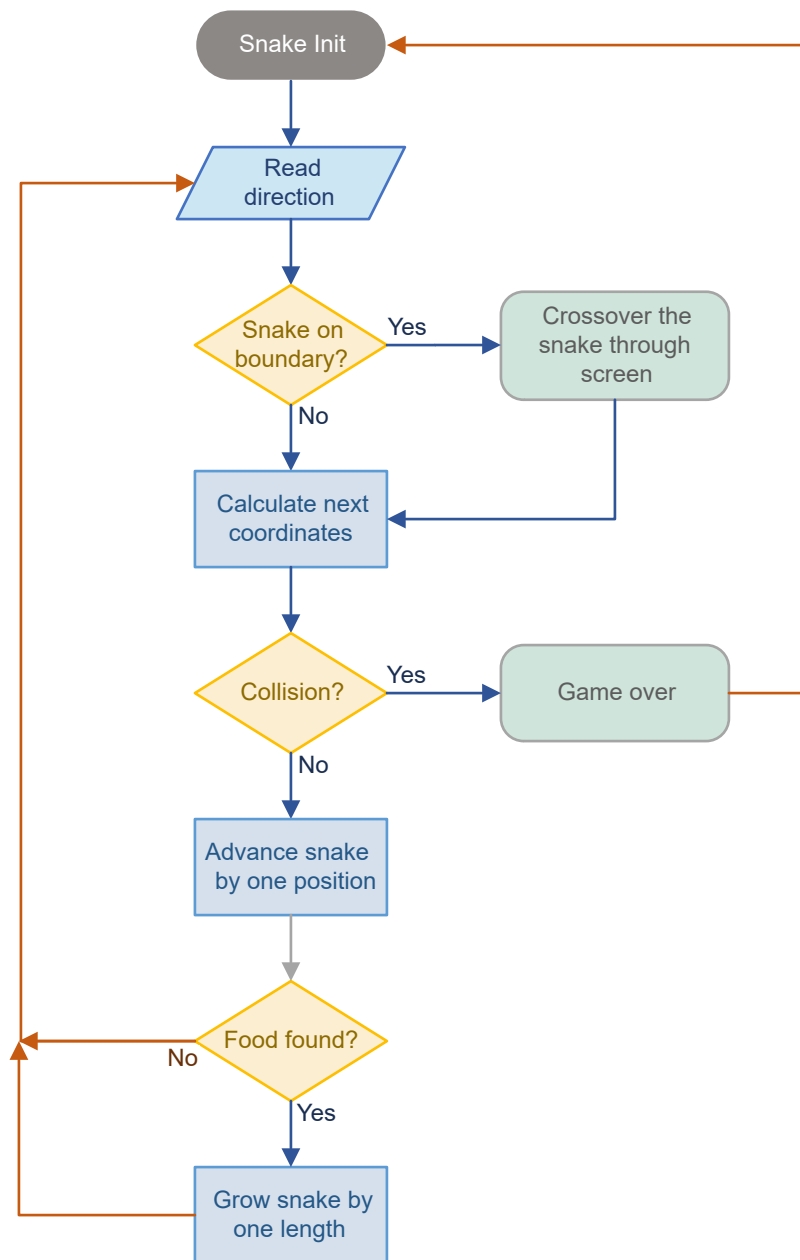 Snake Init
Read
direction
Snake on
boundary?
Yes
Crossover the
snake through
screen
No
Calculate next
coordinates
Collision?
Yes
Game over
No
Advance snake
by one position
Food found?
No
Yes
Grow snake by
one length